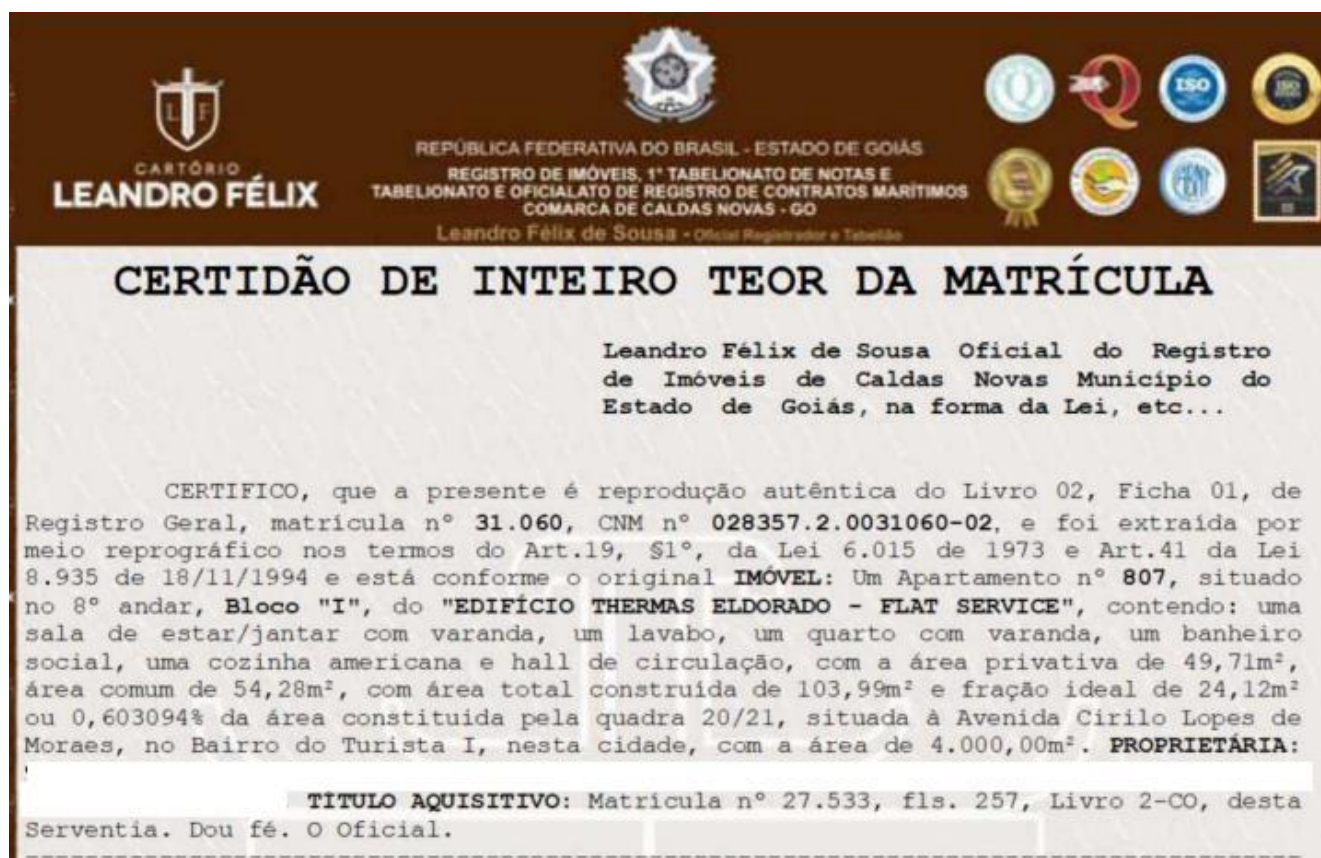 LF
CARTÓRIO
LEANDRO FÉLIX
REPÚBLICA FEDERATIVA DO BRASIL - ESTADO DE GOIÁS
REGISTRO DE IMÓVEIS, 1º TABELIONATO DE NOTAS E
TABELIONATO E OFICIALATO DE REGISTRO DE CONTRATOS MARÍTIMOS
COMARCA DE CALDAS NOVAS - GO
Leandro Félix de Sousa - Oficial Registrador e Tabelião
Q
Q
ISO
ISO
CERTIDÃO DE INTEIRO TEOR DA MATRÍCULA
Leandro Félix de Sousa Oficial do Registro
de Imóveis de Caldas Novas Município do
Estado de Goiás, na forma da Lei, etc...
CERTIFICO, que a presente é reprodução autêntica do Livro 02, Ficha 01, de
Registro Geral, matrícula nº 31.060, CNM nº 028357.2.0031060-02, e foi extraída por
meio reprográfico nos termos do Art.19, §1º, da Lei 6.015 de 1973 e Art.41 da Lei
8.935 de 18/11/1994 e está conforme o original IMÓVEL: Um Apartamento nº 807, situado
no 8º andar, Bloco "I", do "EDIFÍCIO THERMAS ELDORADO - FLAT SERVICE", contendo: uma
sala de estar/jantar com varanda, um lavabo, um quarto com varanda, um banheiro
social, uma cozinha americana e hall de circulação, com a área privativa de 49,71m²,
área comum de 54,28m², com área total construída de 103,99m² e fração ideal de 24,12m²
ou 0,603094% da área constituída pela quadra 20/21, situada à Avenida Cirilo Lopes de
Moraes, no Bairro do Turista I, nesta cidade, com a área de 4.000,00m². PROPRIETÁRIA:
TÍTULO AQUISITIVO: Matrícula nº 27.533, fls. 257, Livro 2-CO, desta
Serventia. Dou fé. O Oficial.